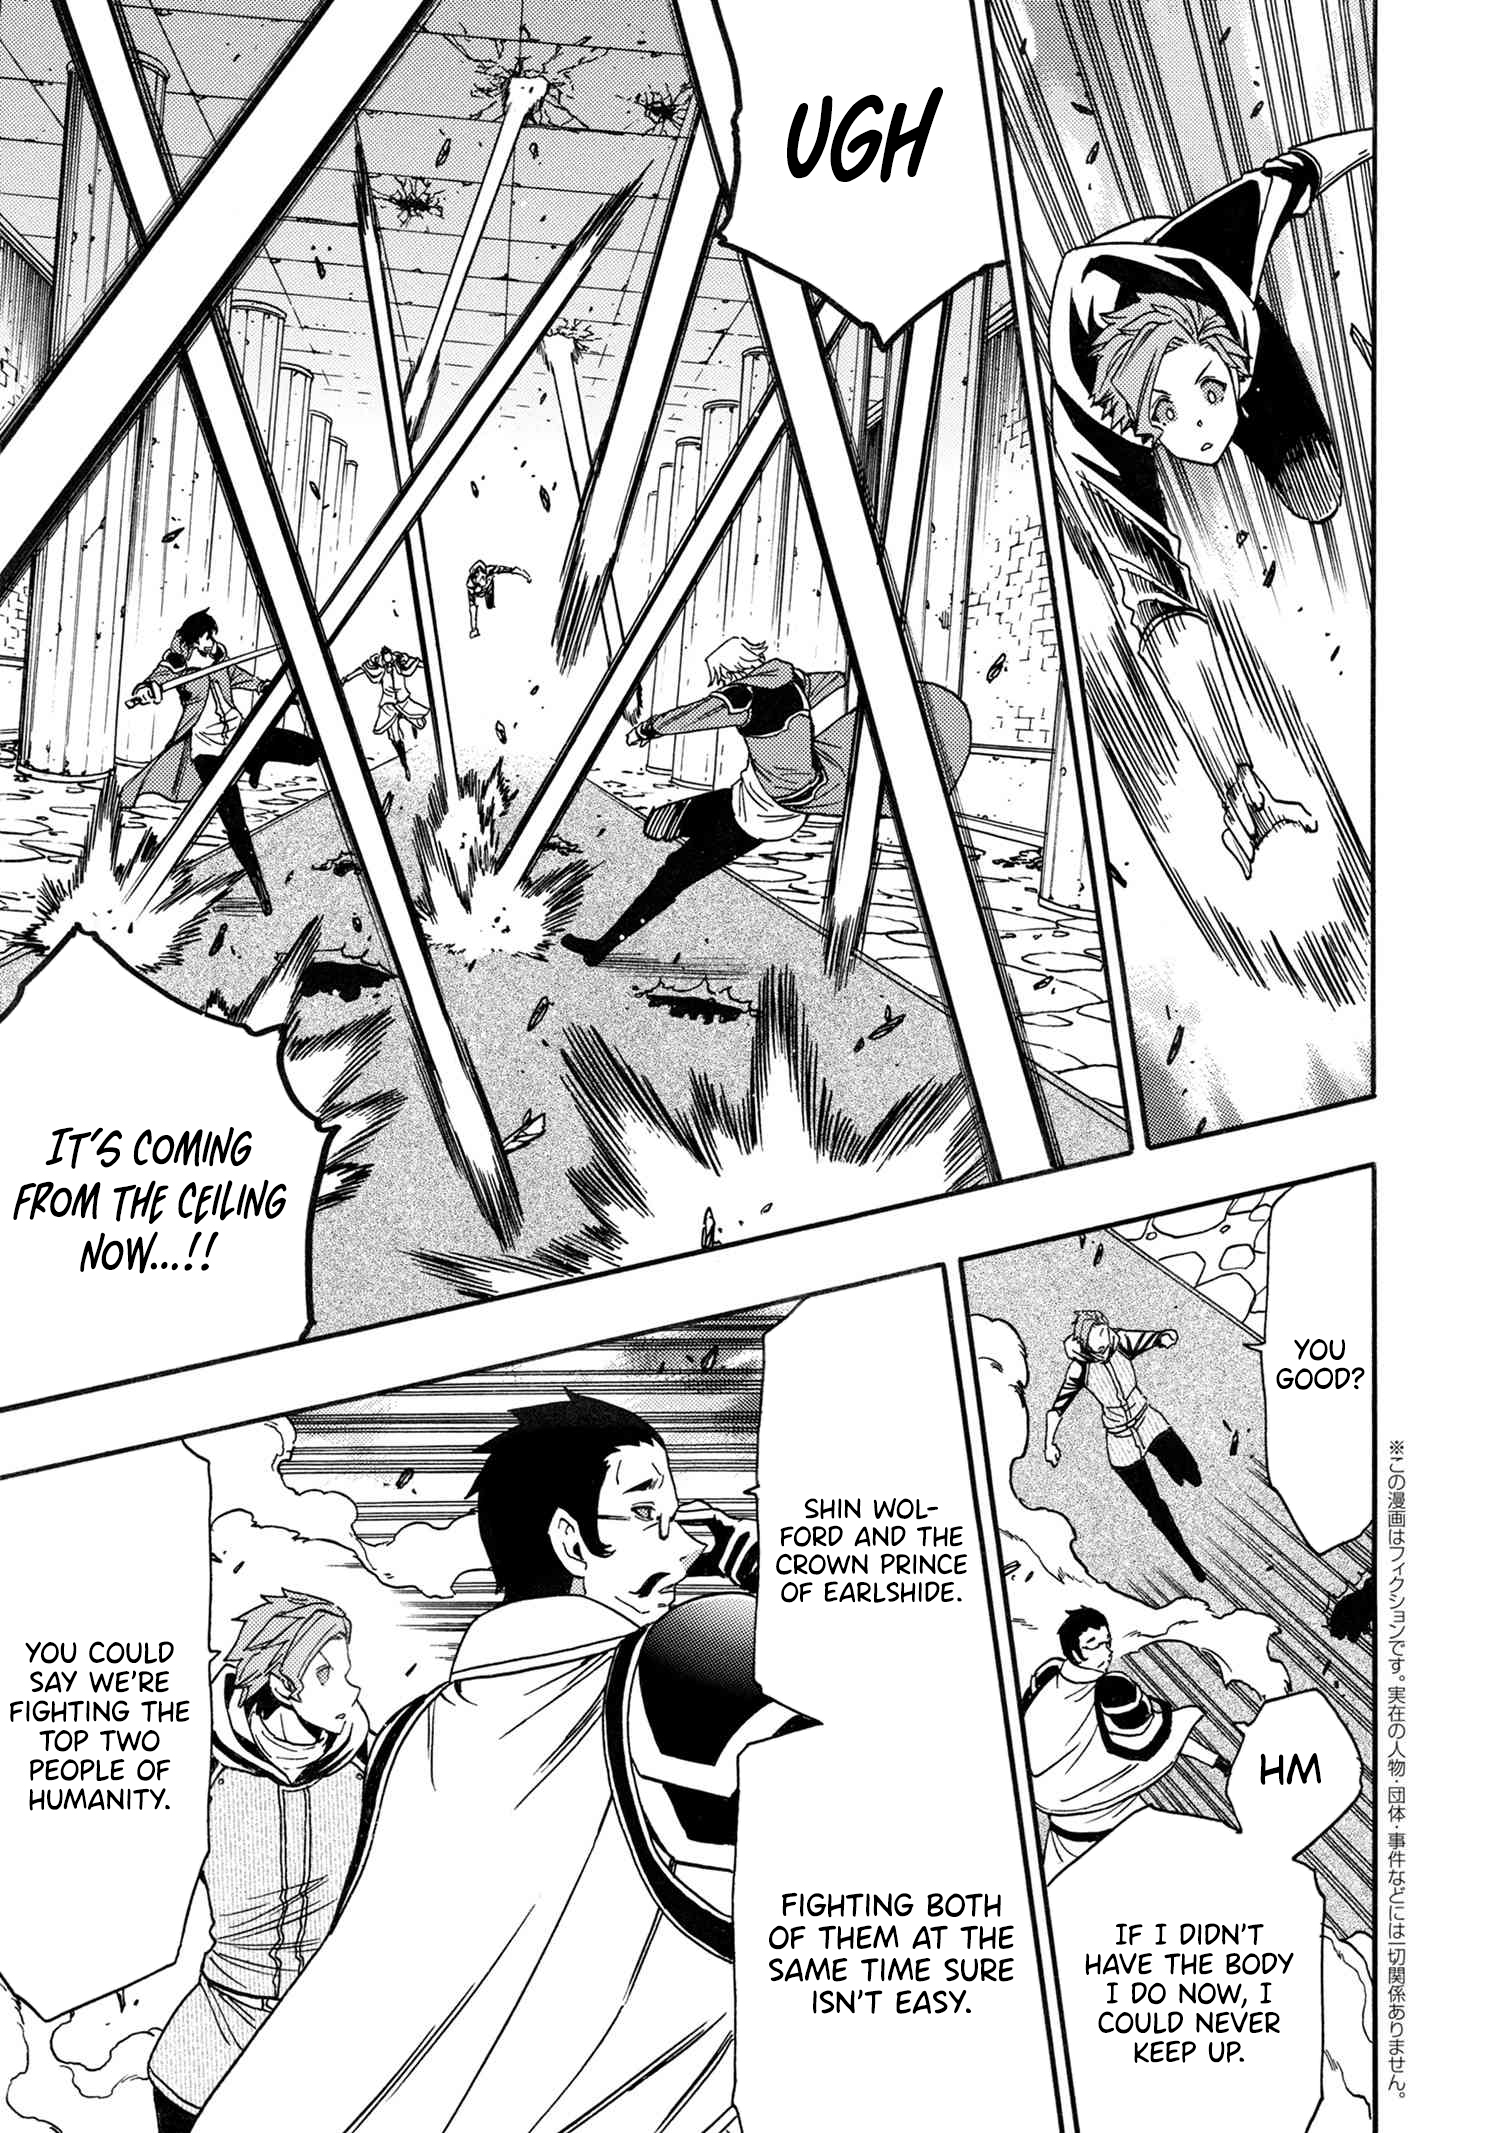 UGH
IT'S COMING
FROM THE CEILING
NOW...!!
YOU
GOOD?
HM
IF I DIDN'T
HAVE THE BODY
I DO NOW, I
COULD NEVER
KEEP UP.
SHIN WOL-
FORD AND THE
CROWN PRINCE
OF EARLSHIDE.
FIGHTING BOTH
OF THEM AT THE
SAME TIME SURE
ISN'T EASY.
YOU COULD
SAY WE'RE
FIGHTING THE
TOP TWO
PEOPLE OF
HUMANITY.
※この漫画はフィクションです。実在の人物・団体・事件などには一切関係ありません。